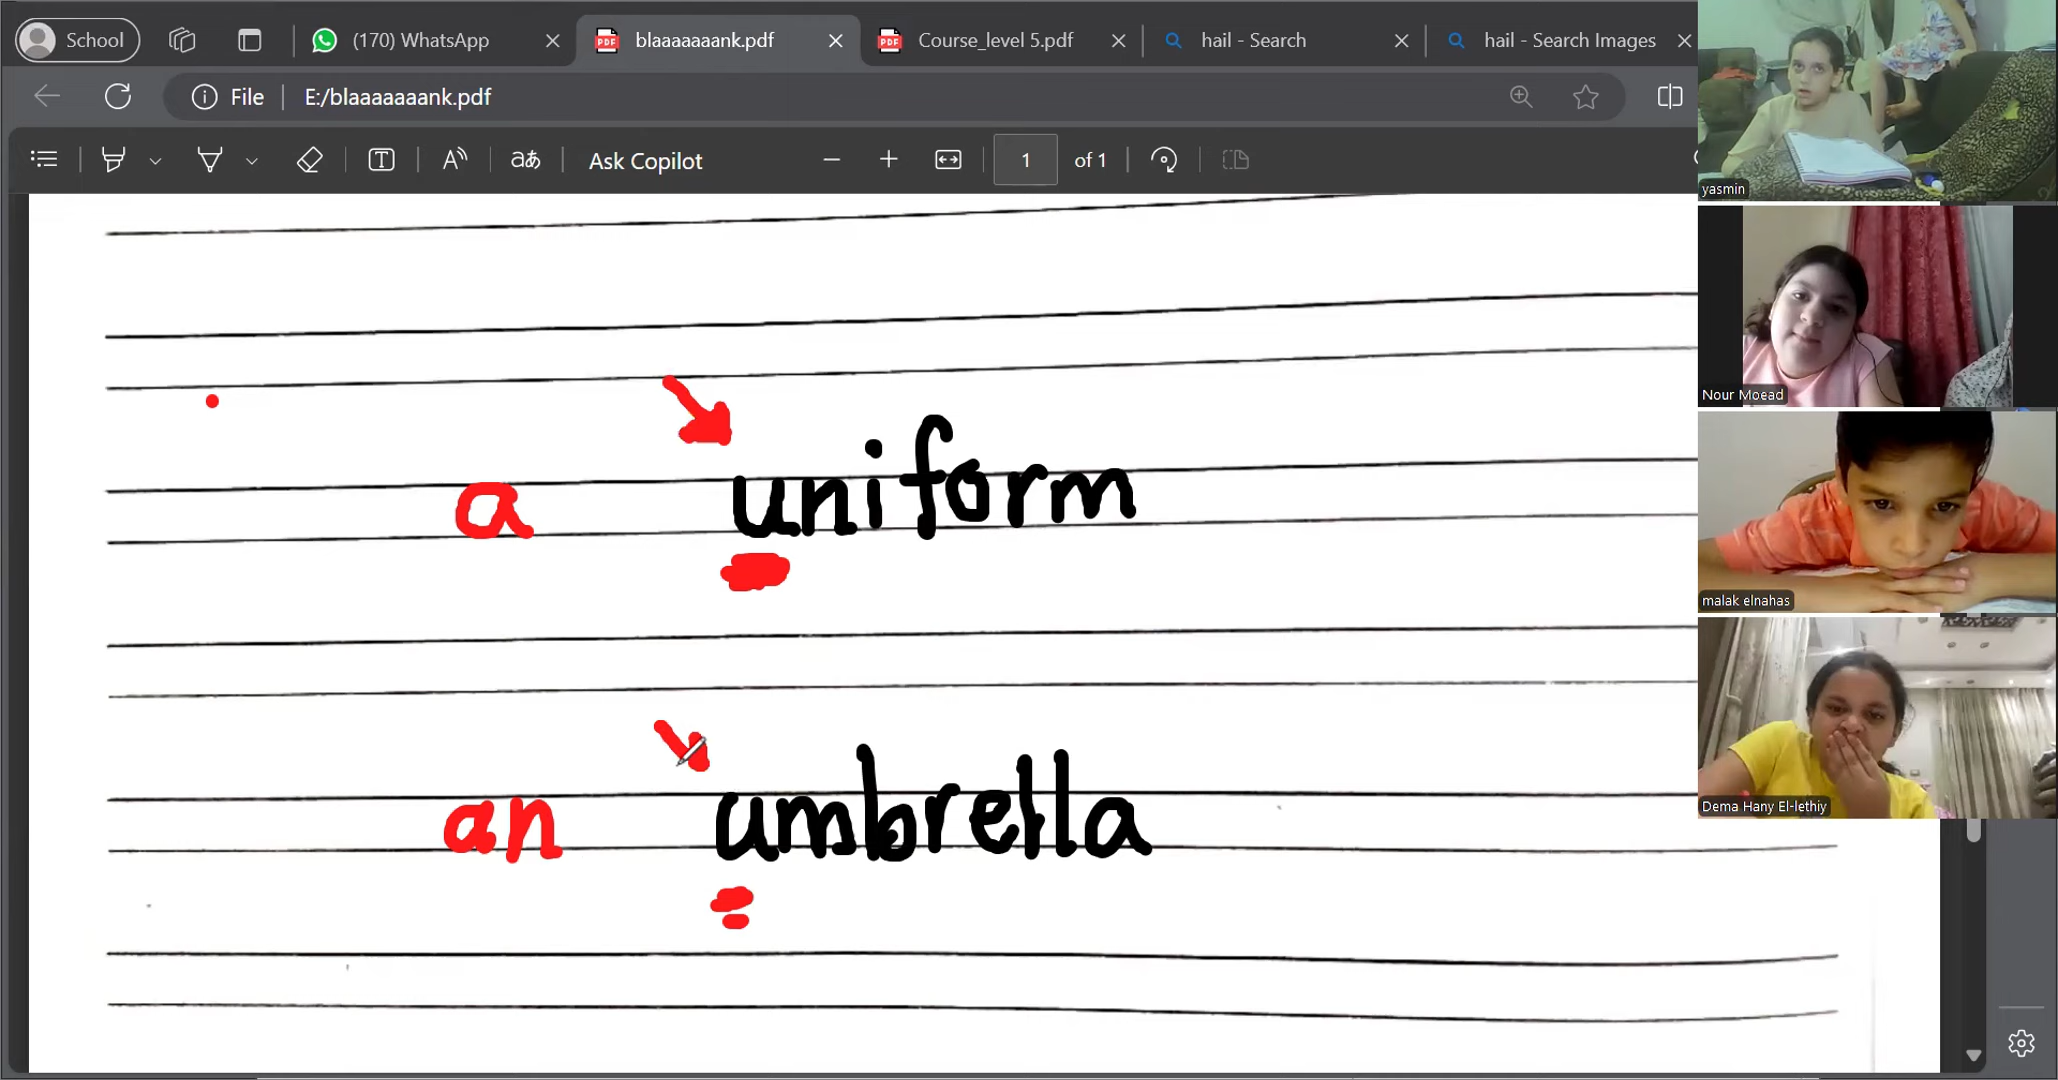 School
(170) WhatsApp
blaaaaaaank.pdf
Course_level 5.pdf
hail - Search
hail - Search Images
File
E:/blaaaaaaank.pdf
Ask Copilot
1 of 1
a uniform
an umbrella
yasmin
Nour Moead
malak elnahas
Dema Hany El-lethiy